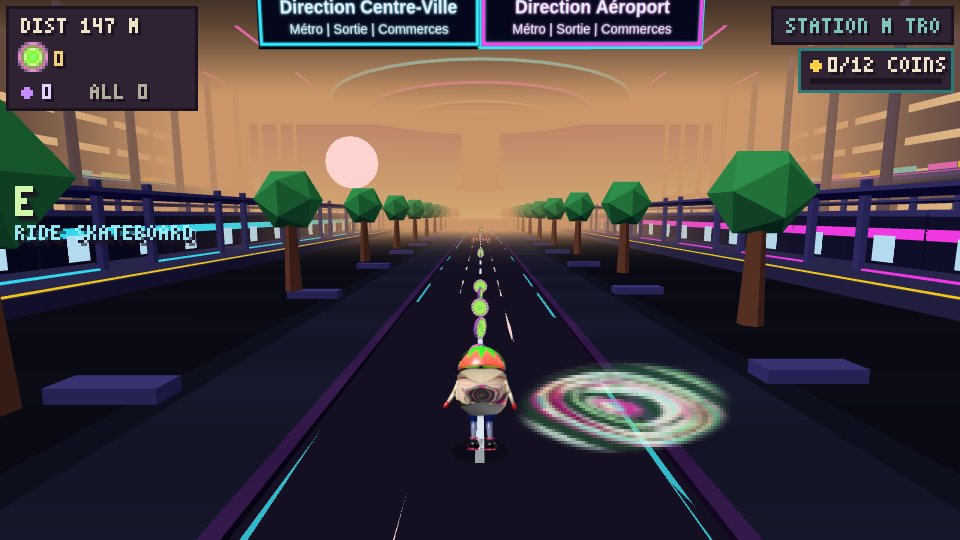 DIST 147 M
0
0 ALL 0
Direction Centre-Ville
Métro | Sortie | Commerces
Direction Aéroport
Métro | Sortie | Commerces
STATION M TRO
0/12 COINS
E
RIDE SKATEBOARD